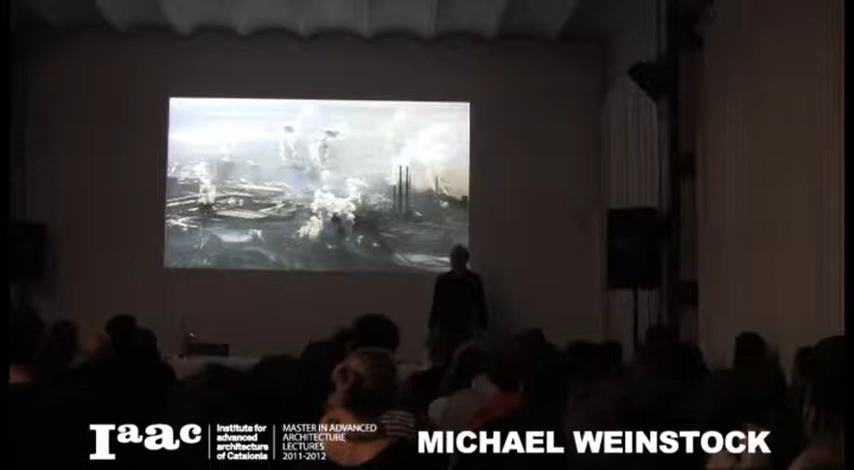 Iaac
Institute for
advanced
architecture
of Catalonia
MASTER IN ADVANCED
ARCHITECTURE
LECTURES
2011-2012
MICHAEL WEINSTOCK